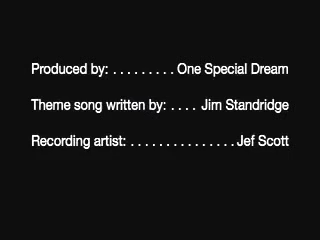 Produced by: . . . . . . . . . One Special Dream
Theme song written by: . . . . Jim Standridge
Recording artist: . . . . . . . . . . . . . . . Jef Scott